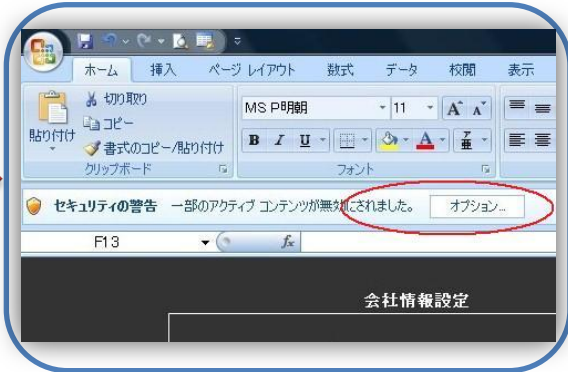 ホーム 挿入 ページ レイアウト 数式 データ 校閲 表示
切り取り
コピー
書式のコピー/貼り付け
貼り付け
クリップボード
MS P明朝 11 A A
B I U A 亜
フォント
セキュリティの警告 一部のアクティブ コンテンツが無効にされました。 オプション...
F13 fx
会社情報設定